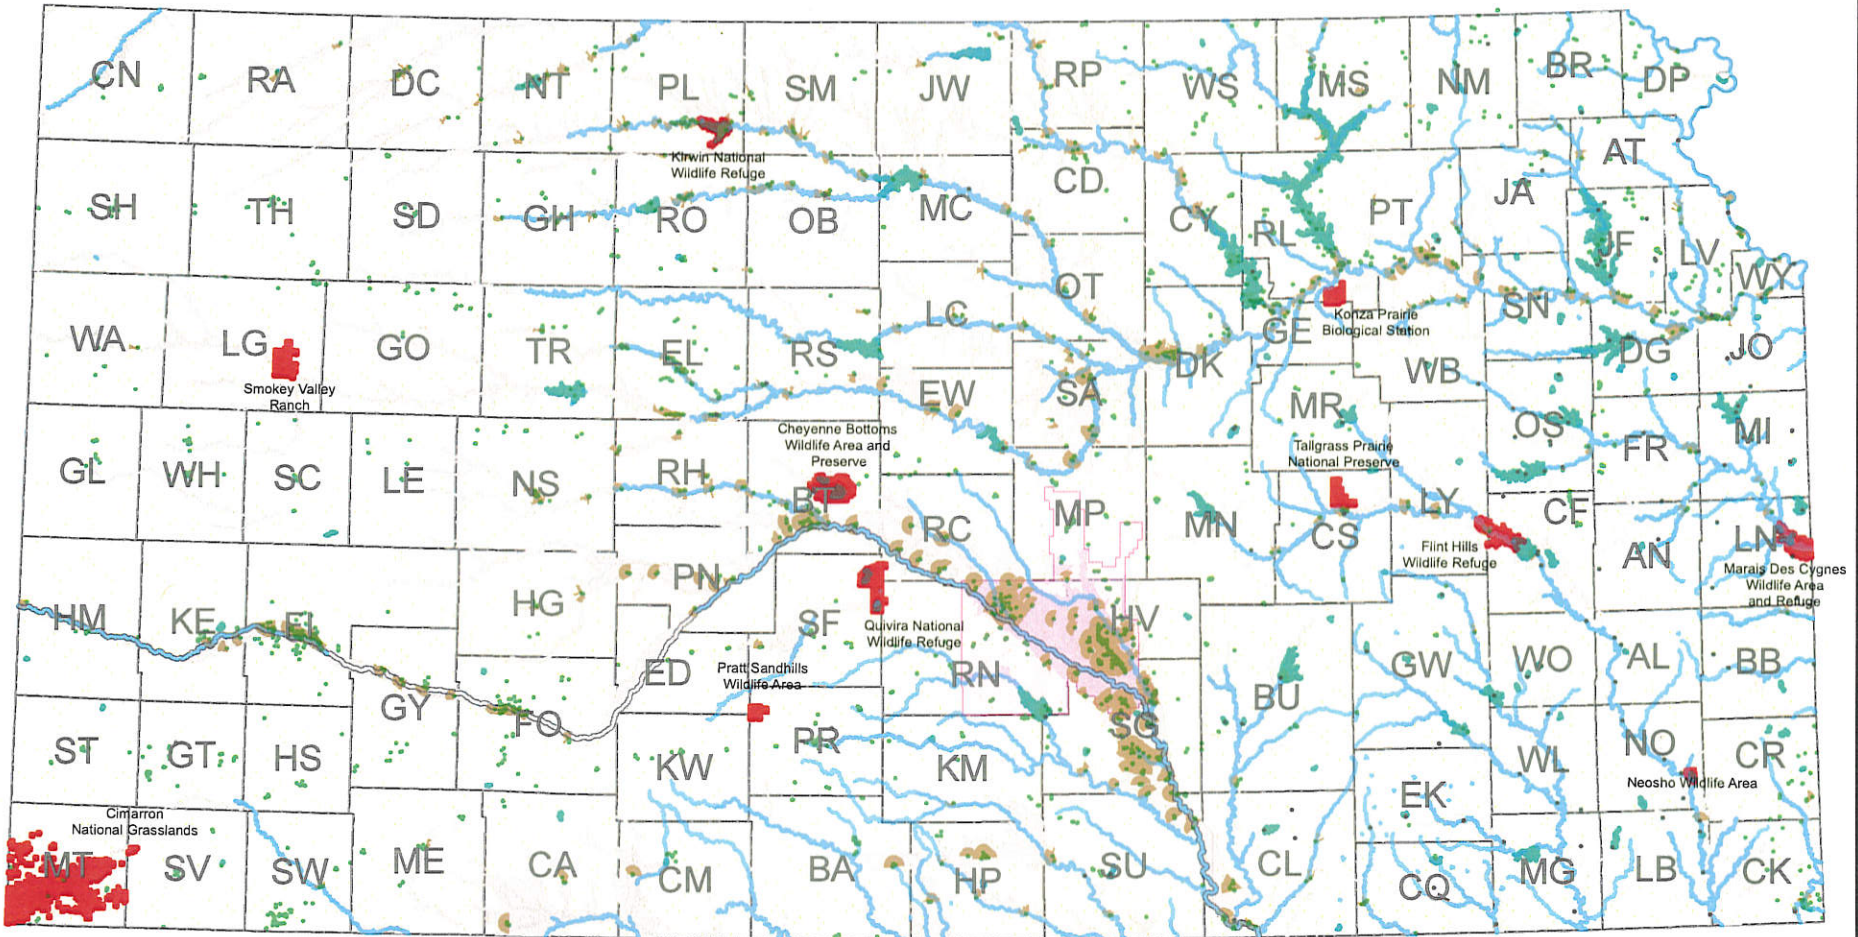 CN
RA
DC
NT
PL
SM
JW
RP
WS
MS
NM
BR
DP
Kirwin National
Wildlife Refuge
AT
SH
TH
SD
GH
RO
OB
MC
CD
CY
RL
PT
JA
JF
LV
WY
WA
LG
GO
TR
EL
RS
LC
OT
SA
DK
GE
Konza Prairie
Biological Station
WB
SN
DG
JO
Smokey Valley
Ranch
EW
MR
OS
FR
MI
Cheyenne Bottoms
Wildlife Area and
Preserve
Tallgrass Prairie
National Preserve
GL
WH
SC
LE
NS
RH
BT
RC
MP
MN
CS
LY
CF
AN
LN
Flint Hills
Wildlife Refuge
Marais Des Cygnes
Wildlife Area
and Refuge
HM
KE
FI
HG
PN
SF
Quivira National
Wildlife Refuge
HV
ED
Pratt Sandhills
Wildlife Area
RN
BU
GW
WO
AL
BB
GY
FO
SG
ST
GT
HS
KW
PR
KM
EK
WL
NO
CR
Neosho Wildlife Area
Cimarron
National Grasslands
MT
SV
SW
ME
CA
CM
BA
HP
SU
CL
CQ
MG
LB
CK